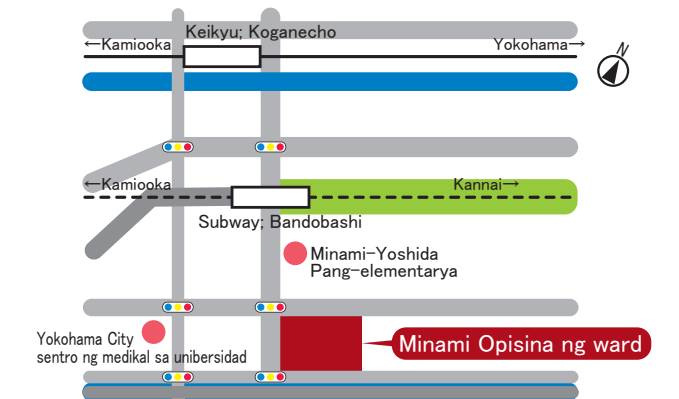 Keikyu; Koganecho
←Kamiooka
Yokohama→
N
←Kamiooka
Kannai→
Subway; Bandobashi
Minami-Yoshida
Pang-elementarya
Yokohama City
sentro ng medikal sa unibersidad
Minami Opisina ng ward